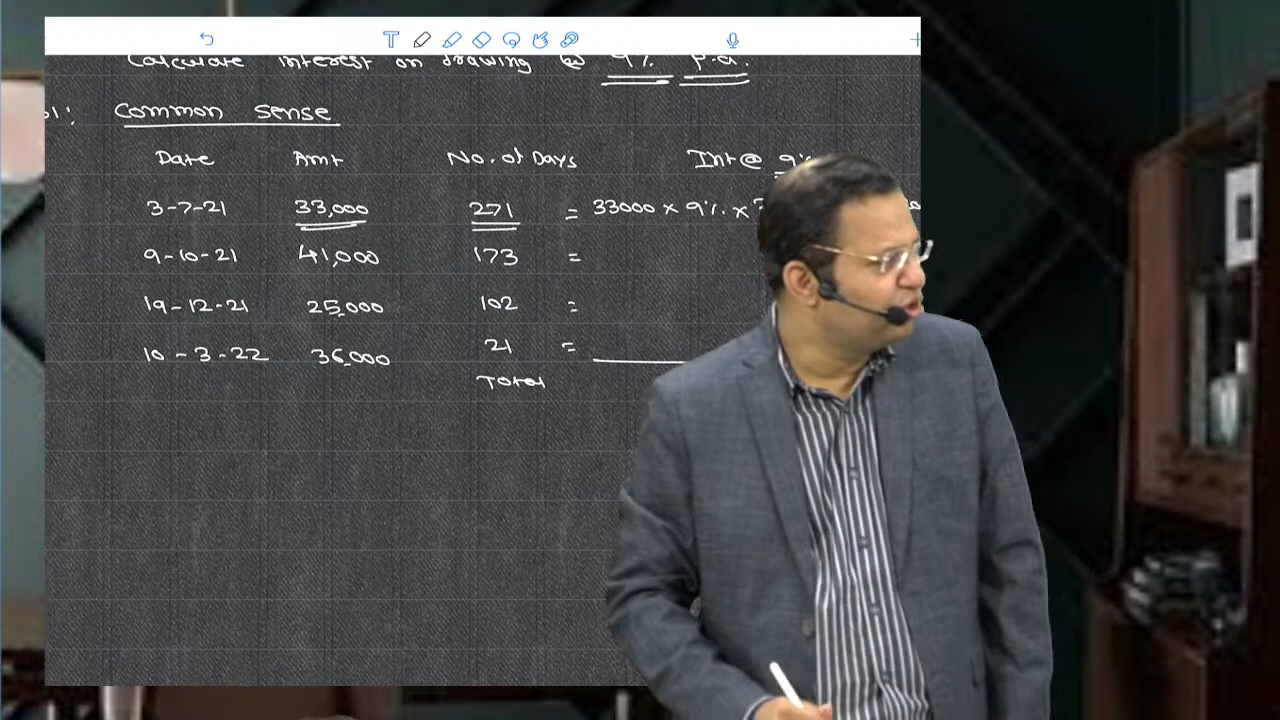 Calculate interest on drawing @ 9% p.a.
Common Sense
Date Amt No. of Days Int @ 9%
3-7-21 33,000 271 = 33000 x 9% x
9-10-21 41,000 173 =
19-12-21 25,000 102 =
10-3-22 36,000 21 =
Total